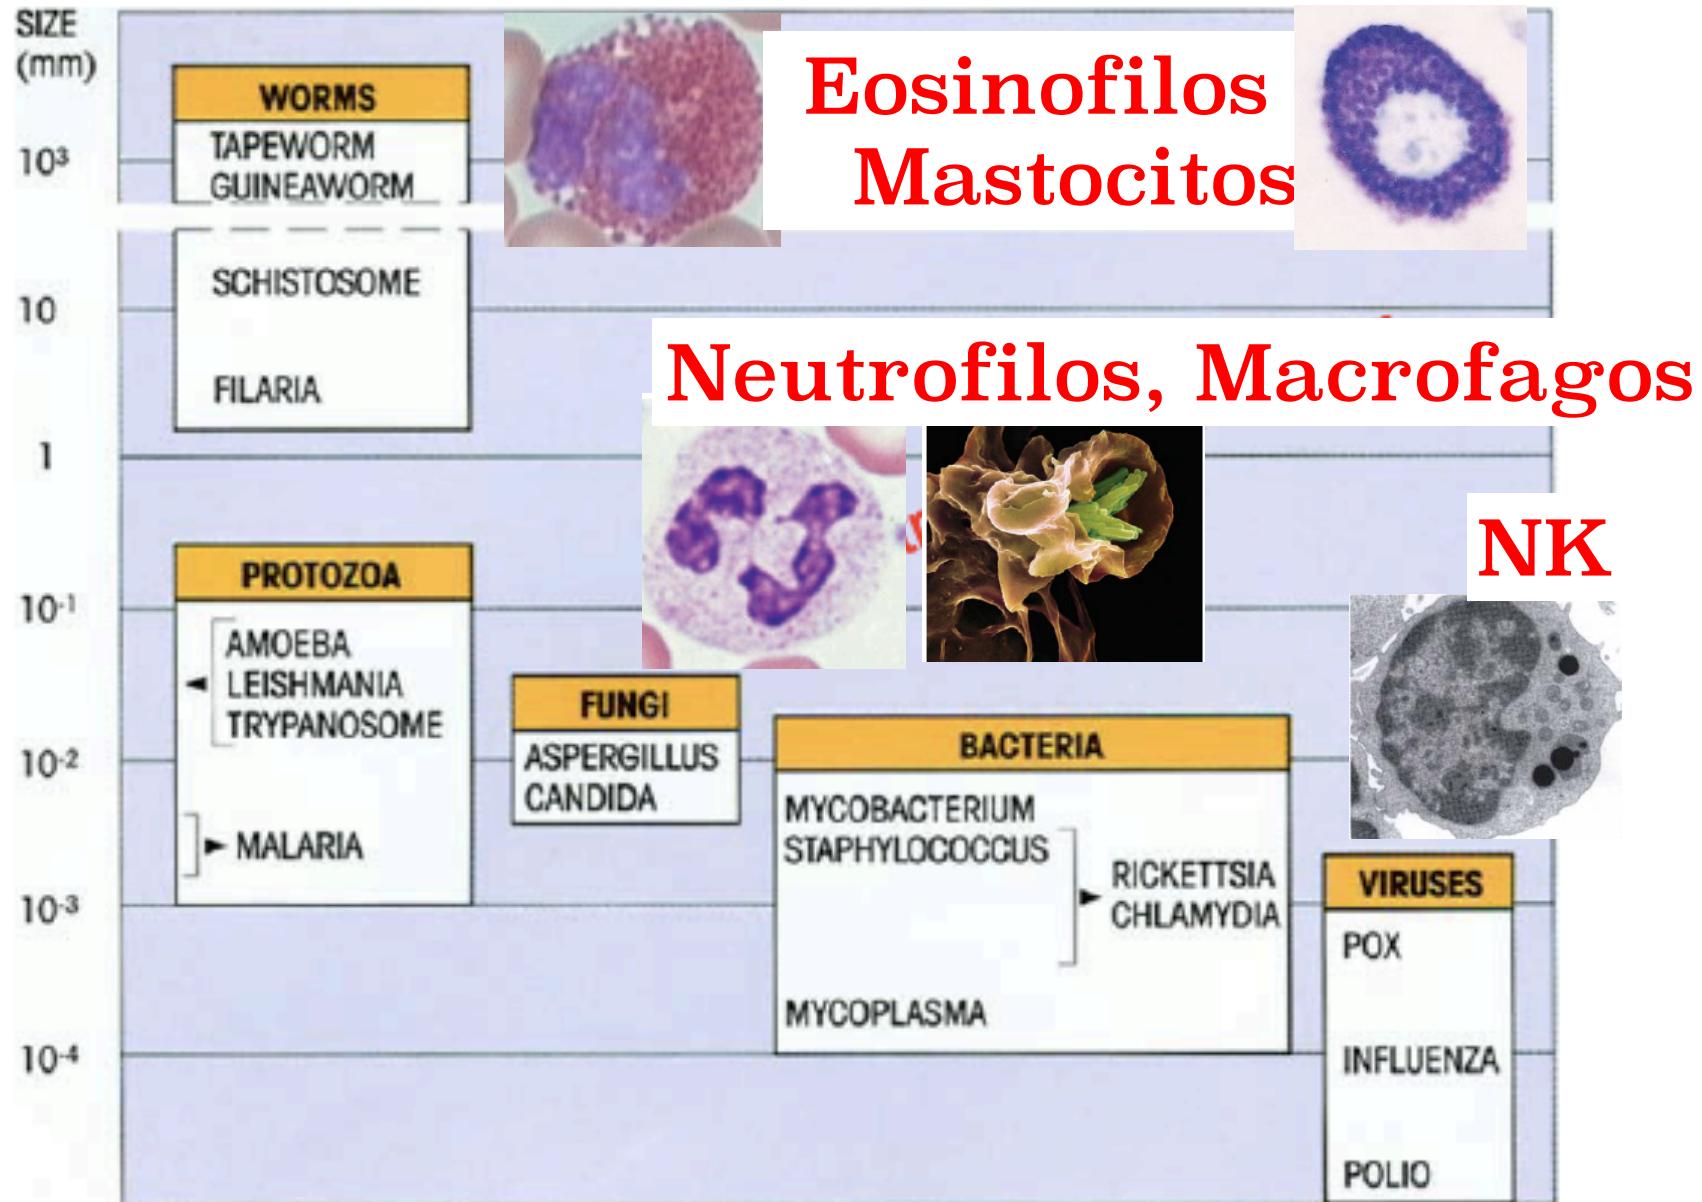 SIZE
(mm)
10³
10
1
10⁻¹
10⁻²
10⁻³
10⁻⁴
WORMS
TAPEWORM
GUINEAWORM
SCHISTOSOME
FILARIA
Eosinofilos
Mastocitos
Neutrofilos, Macrofagos
NK
PROTOZOA
AMOEBA
LEISHMANIA
TRYPANOSOME
MALARIA
FUNGI
ASPERGILLUS
CANDIDA
BACTERIA
MYCOBACTERIUM
STAPHYLOCOCCUS
RICKETTSIA
CHLAMYDIA
MYCOPLASMA
VIRUSES
POX
INFLUENZA
POLIO